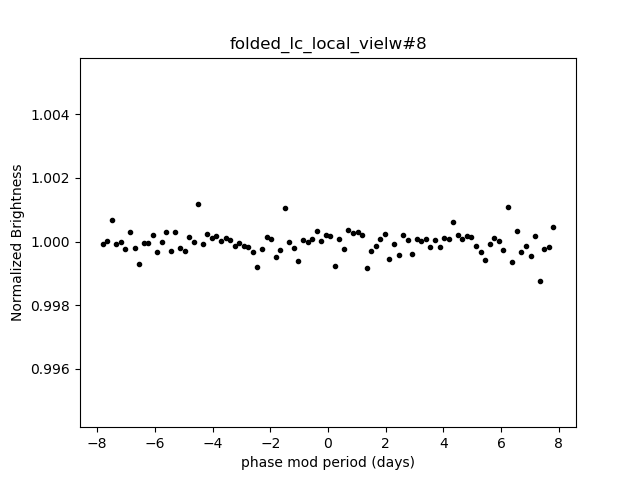 folded_lc_local_vielw#8
1.004
1.002
1.000
0.998
0.996
Normalized Brightness
−8 −6 −4 −2 0 2 4 6 8
phase mod period (days)